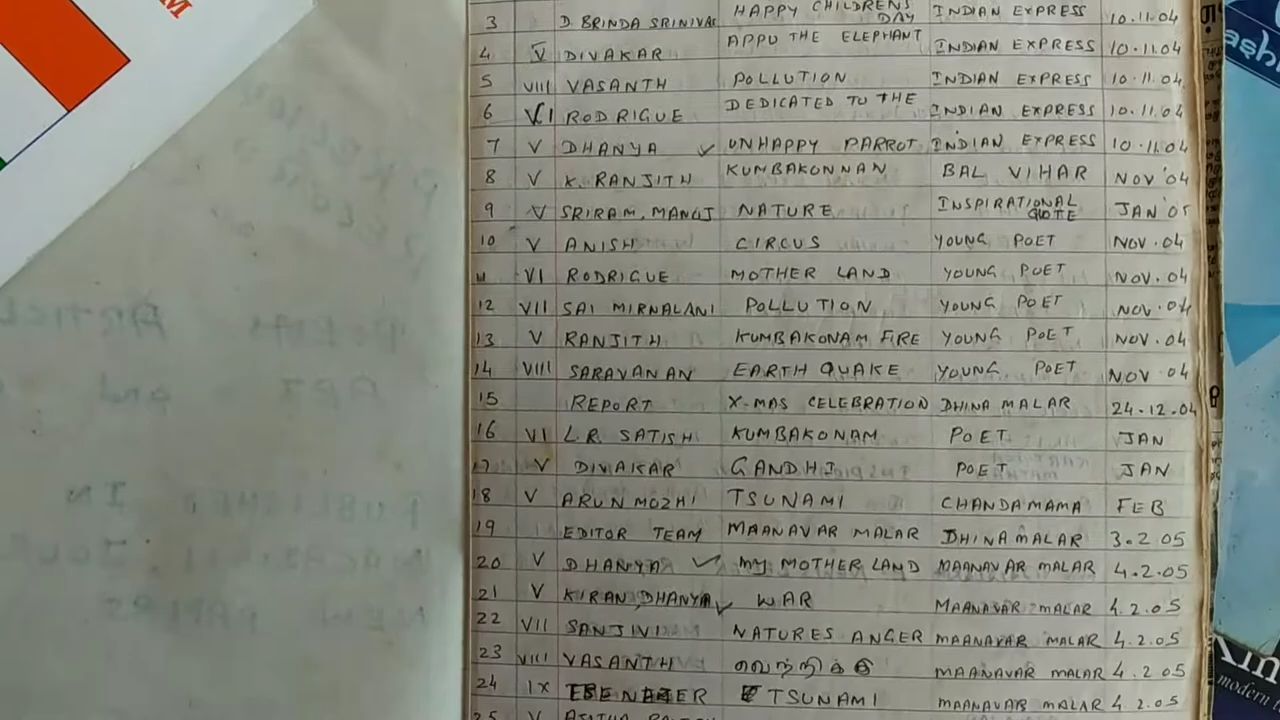 3 D. BRINDA SRINIVAS HAPPY CHILDRENS DAY INDIAN EXPRESS 10.11.04
4 V DIVAKAR APPU THE ELEPHANT INDIAN EXPRESS 10.11.04
5 VIII VASANTH POLLUTION INDIAN EXPRESS 10.11.04
6 VI RODRIGUE DEDICATED TO THE INDIAN EXPRESS 10.11.04
7 V DHANYA ✓ UNHAPPY PARROT INDIAN EXPRESS 10.11.04
8 V K. RANJITH KUMBAKONNAN BAL VIHAR NOV '04
9 V SRIRAM, MANOJ NATURE INSPIRATIONAL QUOTE JAN '05
10 V ANISH CIRCUS YOUNG POET NOV.04
11 VI RODRIGUE MOTHER LAND YOUNG POET NOV.04
12 VII SAI MIRNALANI POLLUTION YOUNG POET NOV.04
13 V RANJITH KUMBAKONAM FIRE YOUNG POET NOV.04
14 VIII SARAVANAN EARTH QUAKE YOUNG POET NOV 04
15 REPORT X-MAS CELEBRATION DHINA MALAR 24.12.04
16 VI L.R. SATISH KUMBAKONAM POET JAN
17 V DIVAKAR GANDHI POET JAN
18 V ARUNMOZHI TSUNAMI CHANDAMAMA FEB
19 EDITOR TEAM MAANAVAR MALAR DHINAMALAR 3.2.05
20 V DHANYA ✓ MY MOTHER LAND MAANAVAR MALAR 4.2.05
21 V KIRAN, DHANYA ✓ WAR MAANAVAR MALAR 4.2.05
22 VII SANJIVI NATURES ANGER MAANAVAR MALAR 4.2.05
23 VIII VASANTH MAANAVAR MALAR 4.2.05
24 IX TSUNAMI MAANAVAR MALAR 4.2.05
25 V